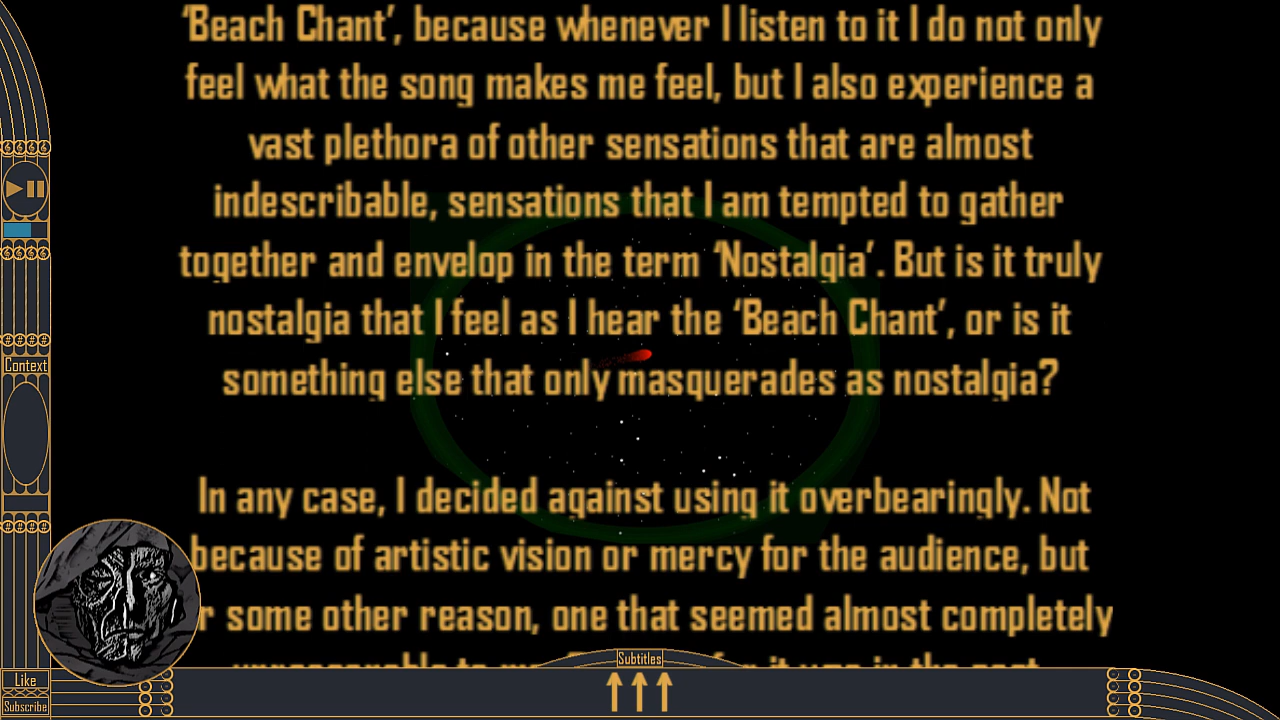 ‘Beach Chant’, because whenever I listen to it I do not only
feel what the song makes me feel, but I also experience a
vast plethora of other sensations that are almost
indescribable, sensations that I am tempted to gather
together and envelop in the term ‘Nostalgia’. But is it truly
nostalgia that I feel as I hear the ‘Beach Chant’, or is it
something else that only masquerades as nostalgia?
In any case, I decided against using it overbearingly. Not
because of artistic vision or mercy for the audience, but
some other reason, one that seemed almost completely
Context
Subtitles
Like
Subscribe